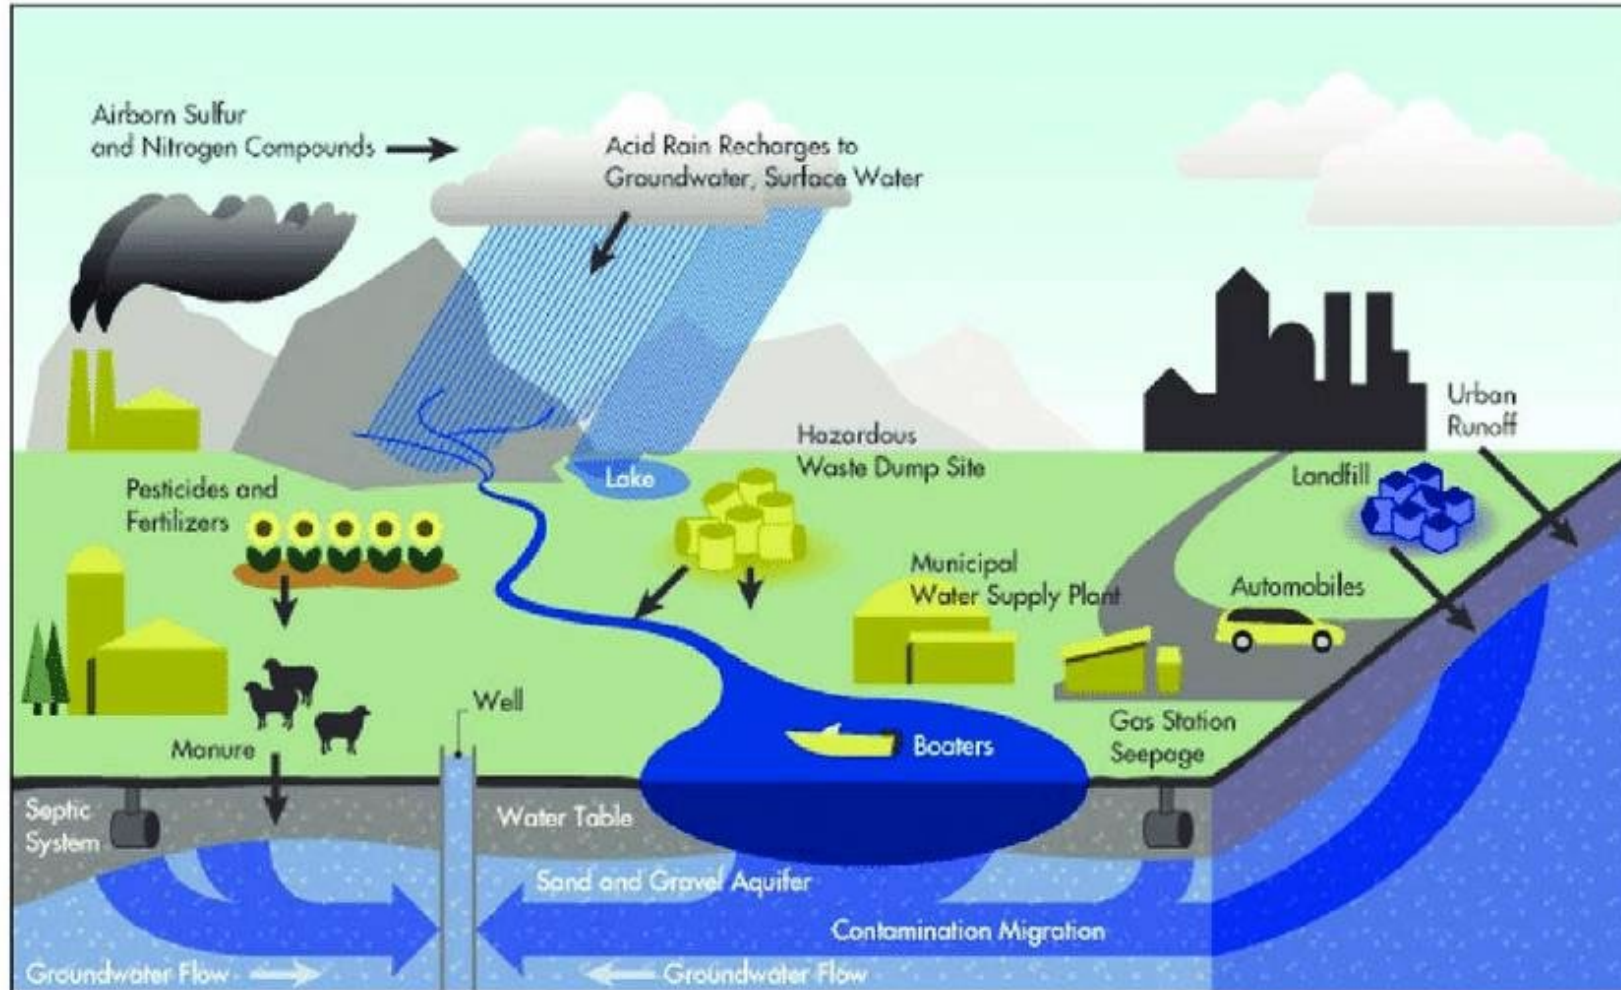 Airborn Sulfur
and Nitrogen Compounds
Acid Rain Recharges to
Groundwater, Surface Water
Urban
Runoff
Hazardous
Waste Dump Site
Lake
Landfill
Pesticides and
Fertilizers
Municipal
Water Supply Plant
Automobiles
Well
Manure
Boaters
Gas Station
Seepage
Septic
System
Water Table
Sand and Gravel Aquifer
Contamination Migration
Groundwater Flow
Groundwater Flow